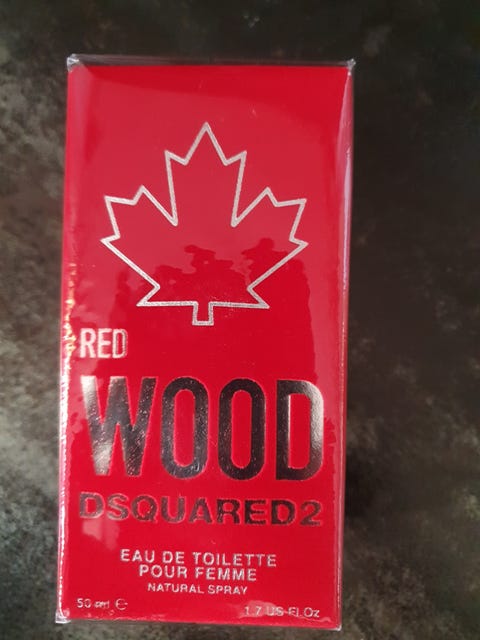 RED
WOOD
DSQUARED2
EAU DE TOILETTE
POUR FEMME
NATURAL SPRAY
50 ml ℮ 1.7 US Fl.Oz